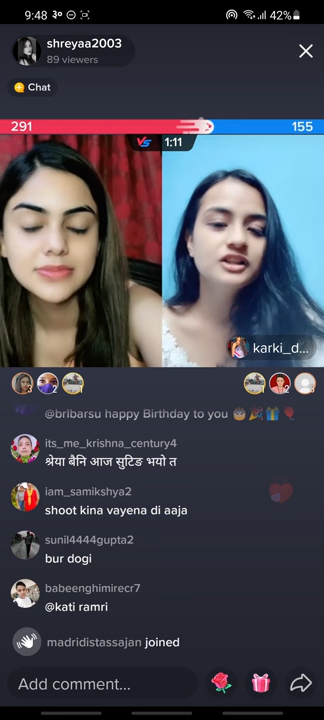 9:48
42%
shreyaa2003
89 viewers
Chat
291
155
VS 1:11
karki_d...
@bribarsu happy Birthday to you 🎂🎉🎁🎈
its_me_krishna_century4
श्रेया बैनि आज सुटिङ भयो त
iam_samikshya2
shoot kina vayena di aaja
sunil4444gupta2
bur dogi
babeenghimirecr7
@kati ramri
madridistassajan joined
Add comment...